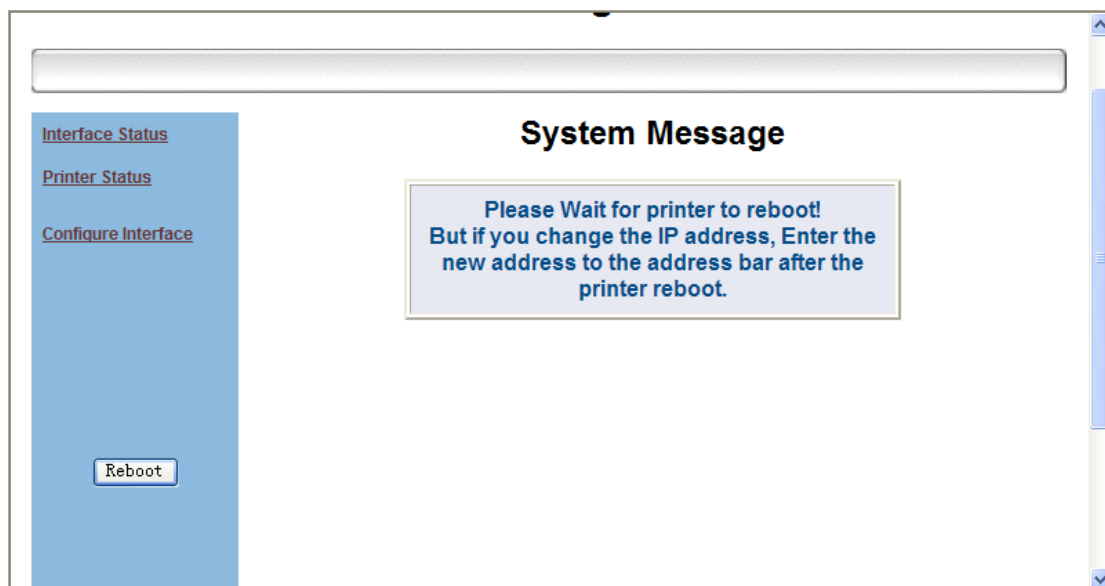 Interface Status
Printer Status
Configure Interface
Reboot
System Message
Please Wait for printer to reboot!
But if you change the IP address, Enter the
new address to the address bar after the
printer reboot.